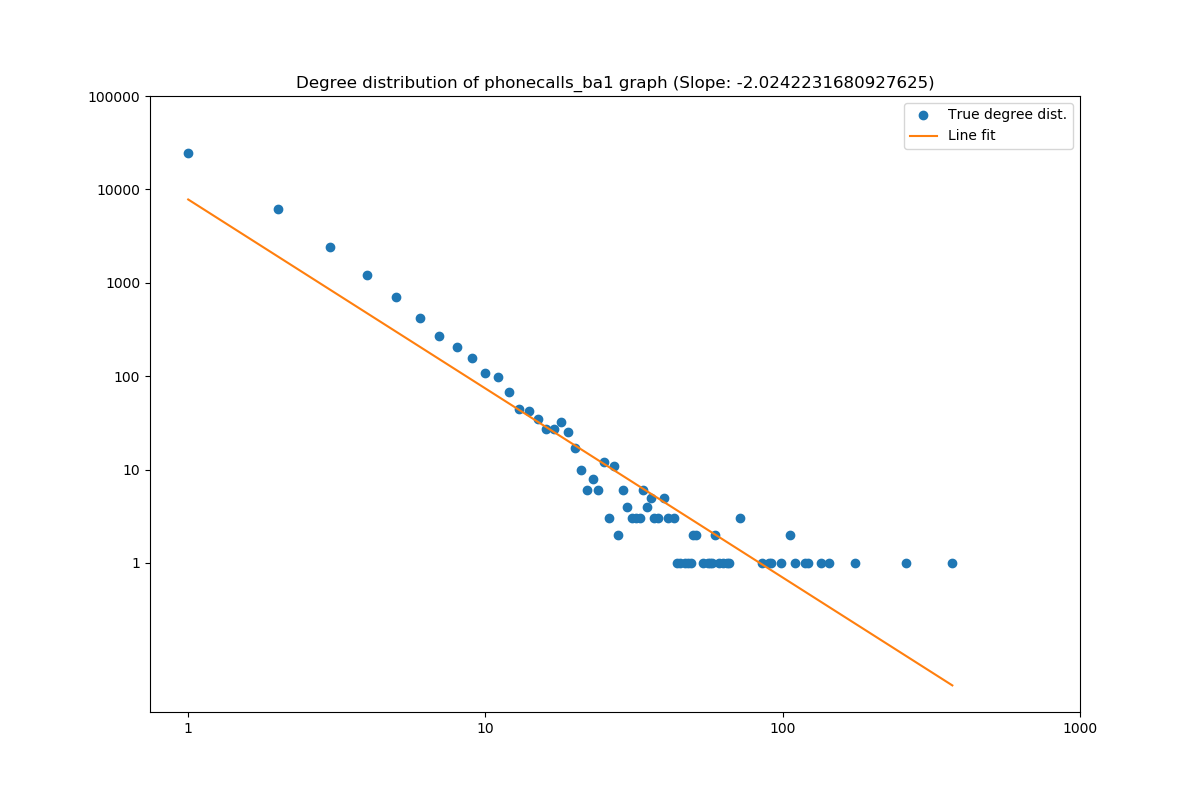 Degree distribution of phonecalls_ba1 graph (Slope: -2.0242231680927625)
True degree dist.
Line fit
100000
10000
1000
100
10
1
1 10 100 1000